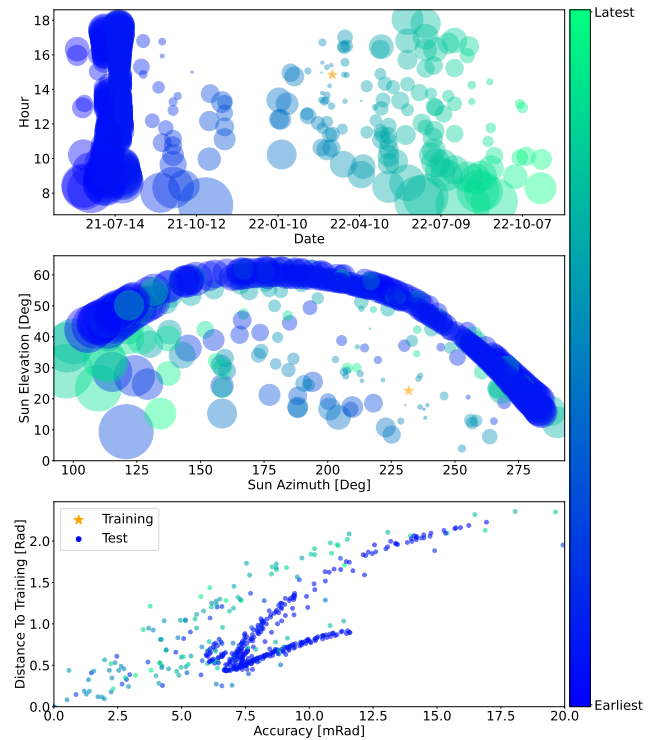 18
16
14
12
10
8
Hour
21-07-14 21-10-12 22-01-10 22-04-10 22-07-09 22-10-07
Date
Latest
60
50
40
30
20
10
0
Sun Elevation [Deg]
100 125 150 175 200 225 250 275
Sun Azimuth [Deg]
Training
Test
2.0
1.5
1.0
0.5
0.0
Distance To Training [Rad]
0.0 2.5 5.0 7.5 10.0 12.5 15.0 17.5 20.0
Accuracy [mRad]
Earliest